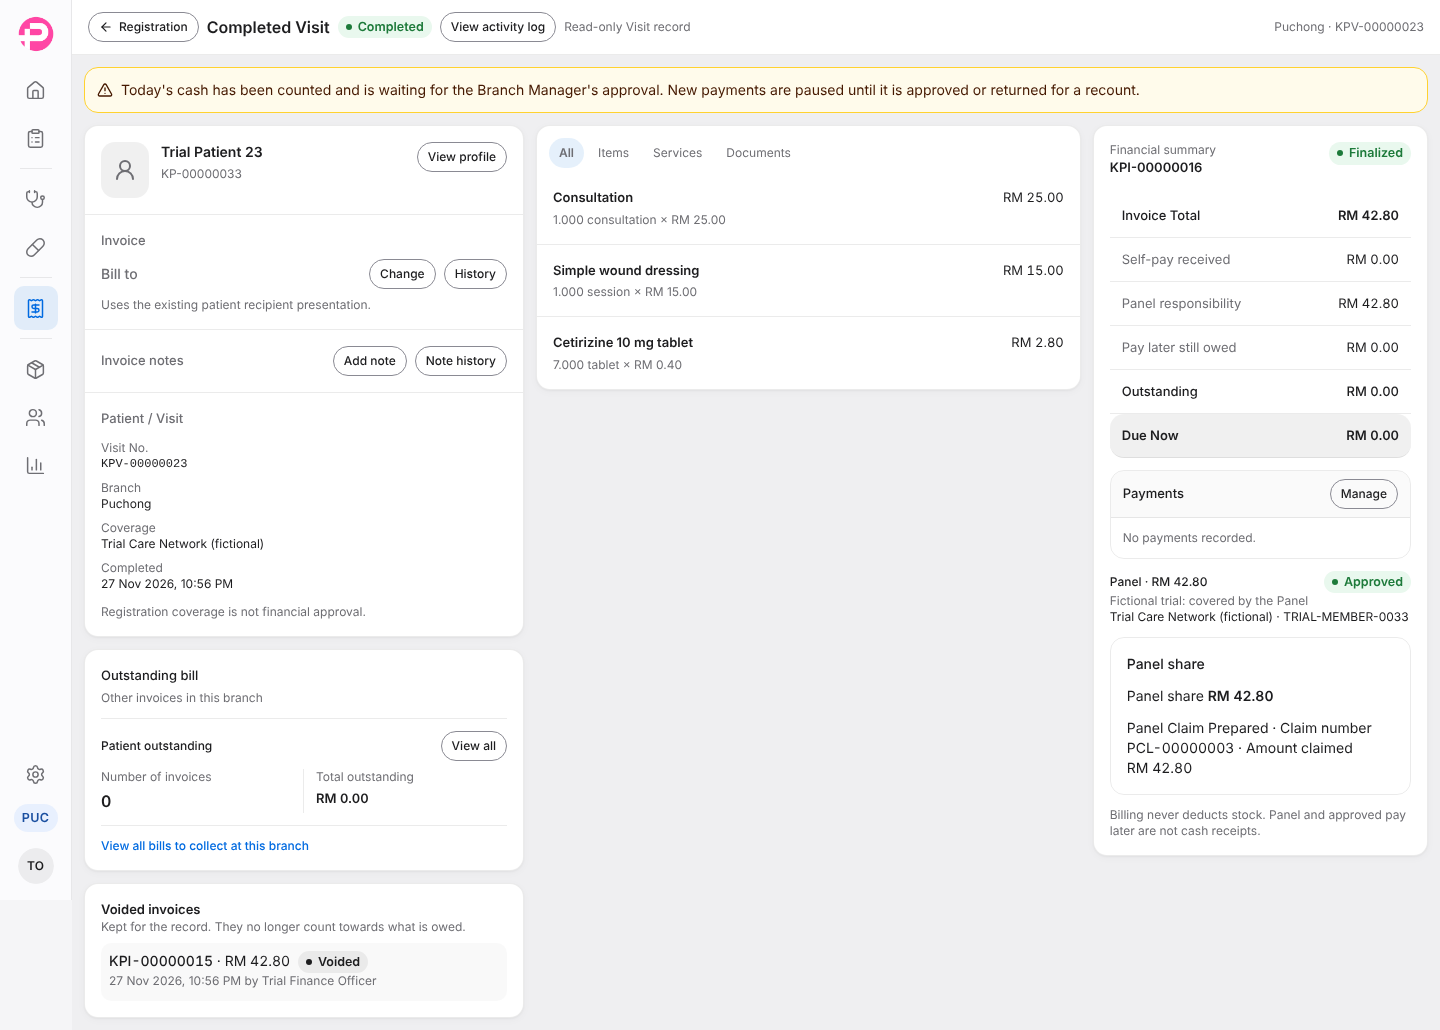 Registration
Completed Visit
Completed
View activity log
Read-only Visit record
Puchong · KPV-00000023
Today's cash has been counted and is waiting for the Branch Manager's approval. New payments are paused until it is approved or returned for a recount.
Trial Patient 23
KP-00000033
View profile
Invoice
Bill to
Change
History
Uses the existing patient recipient presentation.
Invoice notes
Add note
Note history
Patient / Visit
Visit No.
KPV-00000023
Branch
Puchong
Coverage
Trial Care Network (fictional)
Completed
27 Nov 2026, 10:56 PM
Registration coverage is not financial approval.
Outstanding bill
Other invoices in this branch
Patient outstanding
View all
Number of invoices
0
Total outstanding
RM 0.00
View all bills to collect at this branch
Voided invoices
Kept for the record. They no longer count towards what is owed.
KPI-00000015 · RM 42.80
Voided
27 Nov 2026, 10:56 PM by Trial Finance Officer
All
Items
Services
Documents
Consultation
RM 25.00
1.000 consultation × RM 25.00
Simple wound dressing
RM 15.00
1.000 session × RM 15.00
Cetirizine 10 mg tablet
RM 2.80
7.000 tablet × RM 0.40
Financial summary
KPI-00000016
Finalized
Invoice Total
RM 42.80
Self-pay received
RM 0.00
Panel responsibility
RM 42.80
Pay later still owed
RM 0.00
Outstanding
RM 0.00
Due Now
RM 0.00
Payments
Manage
No payments recorded.
Panel · RM 42.80
Approved
Fictional trial: covered by the Panel
Trial Care Network (fictional) · TRIAL-MEMBER-0033
Panel share
Panel share RM 42.80
Panel Claim Prepared · Claim number
PCL-00000003 · Amount claimed
RM 42.80
Billing never deducts stock. Panel and approved pay
later are not cash receipts.
PUC
TO